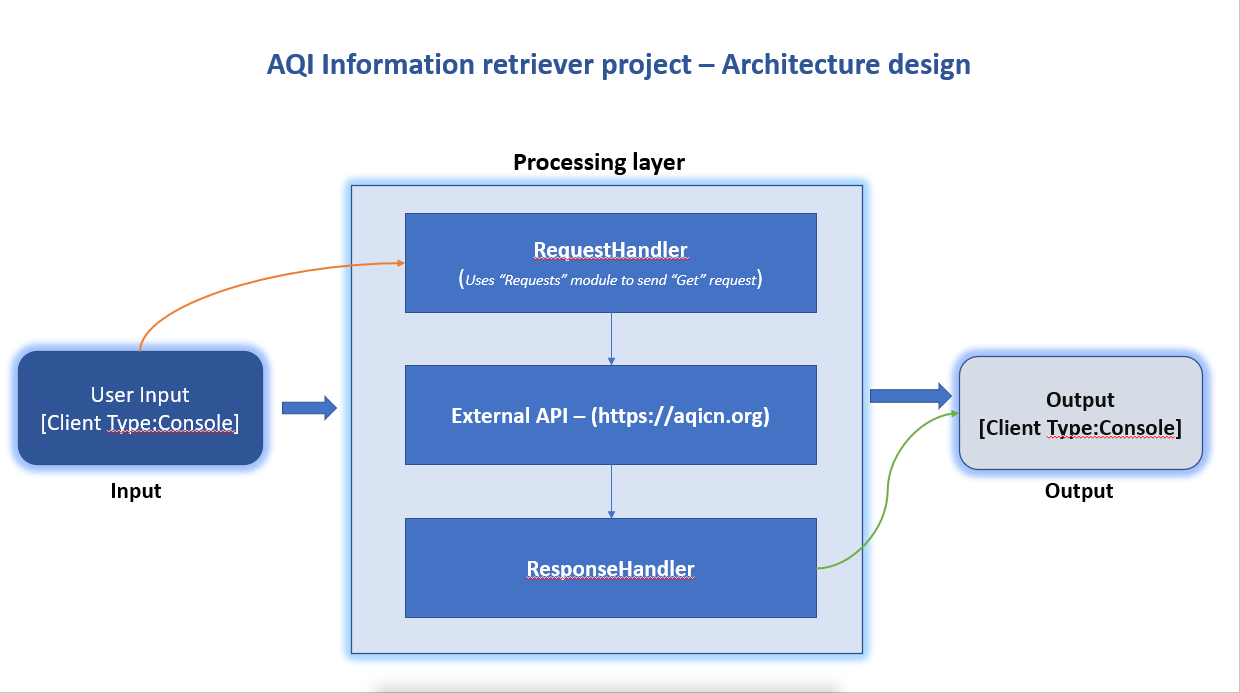 AQI Information retriever project – Architecture design
Processing layer
RequestHandler
(Uses “Requests” module to send “Get” request)
User Input
[Client Type:Console]
Input
External API – (https://aqicn.org)
Output
[Client Type:Console]
Output
ResponseHandler